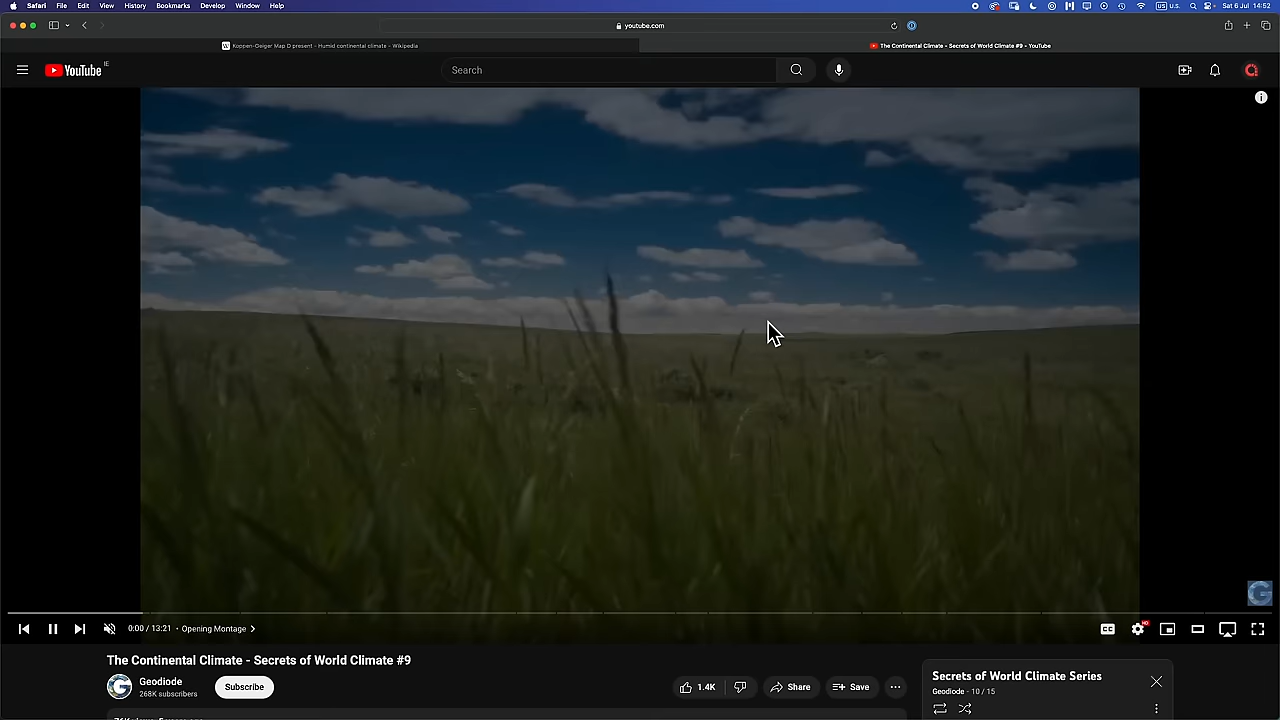 Safari File Edit View History Bookmarks Develop Window Help U.S. Sat 6 Jul 14:52
youtube.com
Koppen-Geiger Map D present - Humid continental climate - Wikipedia The Continental Climate - Secrets of World Climate #9 - YouTube
YouTube IE Search
0:00 / 13:21 • Opening Montage CC HD
The Continental Climate - Secrets of World Climate #9
Geodiode
268K subscribers
Subscribe
1.4K Share Save
Secrets of World Climate Series
Geodiode - 10 / 15